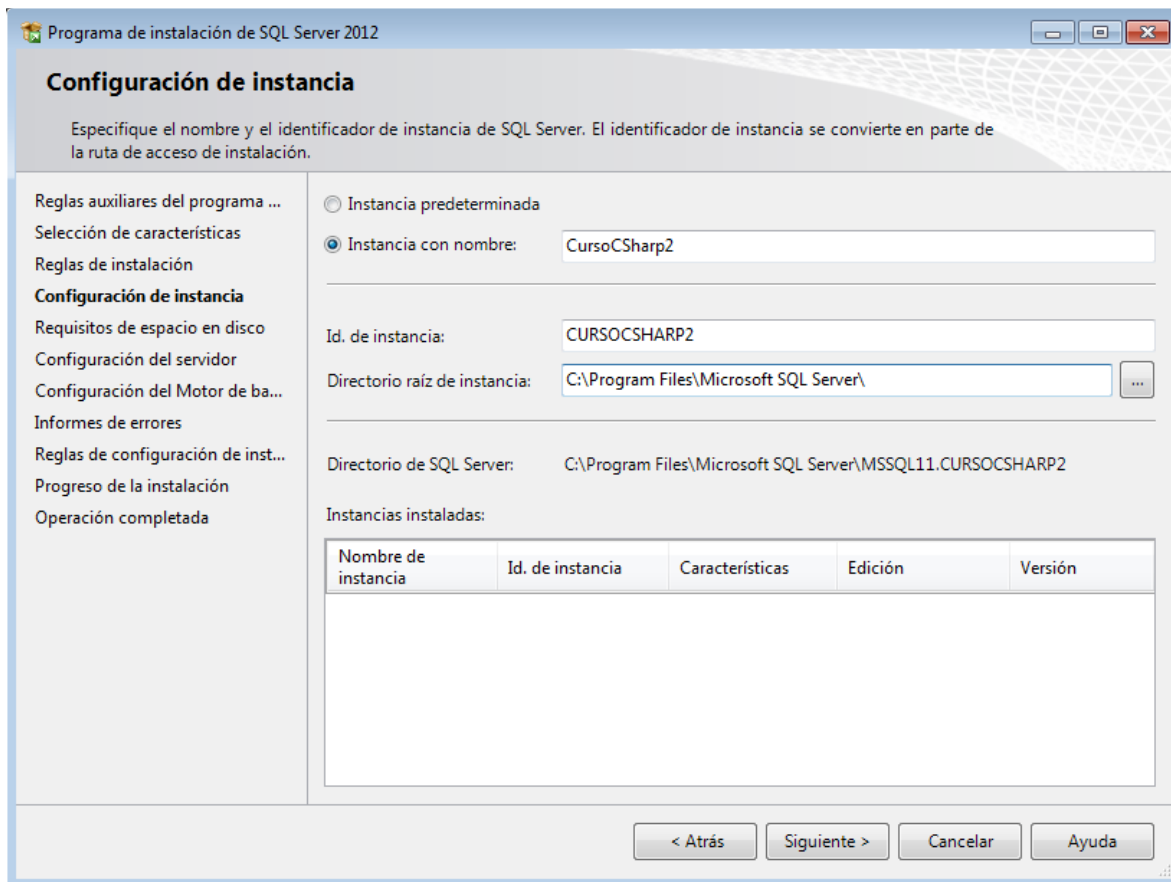 Programa de instalación de SQL Server 2012
Configuración de instancia
Especifique el nombre y el identificador de instancia de SQL Server. El identificador de instancia se convierte en parte de
la ruta de acceso de instalación.
Reglas auxiliares del programa ...
Selección de características
Reglas de instalación
Configuración de instancia
Requisitos de espacio en disco
Configuración del servidor
Configuración del Motor de ba...
Informes de errores
Reglas de configuración de inst...
Progreso de la instalación
Operación completada
Instancia predeterminada
Instancia con nombre: CursoCSharp2
Id. de instancia: CURSOCSHARP2
Directorio raíz de instancia: C:\Program Files\Microsoft SQL Server\ ...
Directorio de SQL Server: C:\Program Files\Microsoft SQL Server\MSSQL11.CURSOCSHARP2
Instancias instaladas:
Nombre de
instancia
Id. de instancia Características Edición Versión
< Atrás Siguiente > Cancelar Ayuda